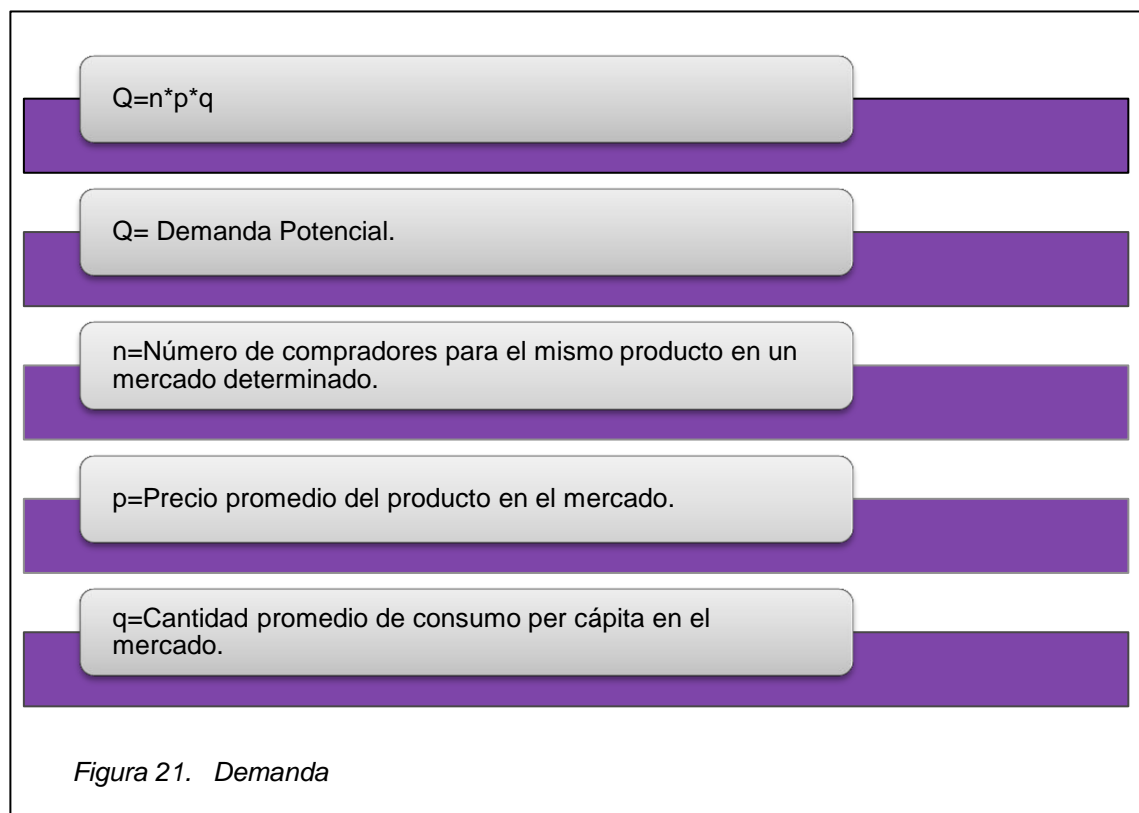 Q=n*p*q
Q= Demanda Potencial.
n=Número de compradores para el mismo producto en un
mercado determinado.
p=Precio promedio del producto en el mercado.
q=Cantidad promedio de consumo per cápita en el
mercado.
Figura 21. Demanda